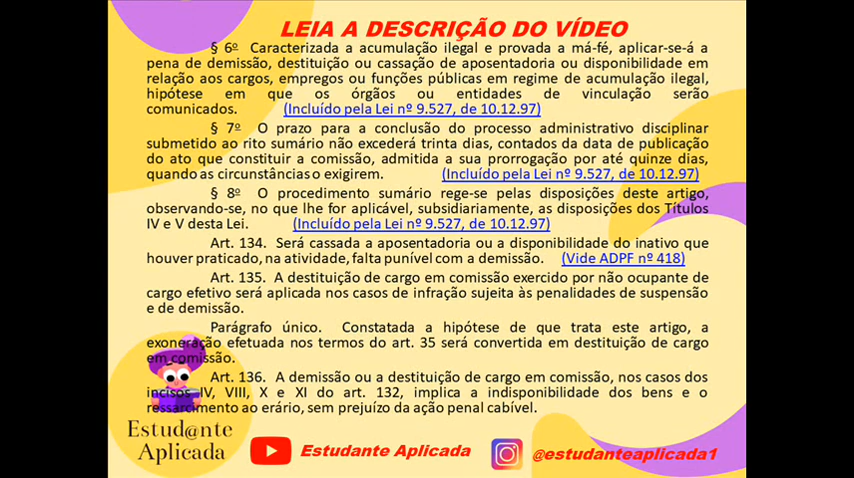 LEIA A DESCRIÇÃO DO VÍDEO
§ 6º Caracterizada a acumulação ilegal e provada a má-fé, aplicar-se-á a
pena de demissão, destituição ou cassação de aposentadoria ou disponibilidade em
relação aos cargos, empregos ou funções públicas em regime de acumulação ilegal,
hipótese em que os órgãos ou entidades de vinculação serão
comunicados. (Incluído pela Lei nº 9.527, de 10.12.97)
§ 7º O prazo para a conclusão do processo administrativo disciplinar
submetido ao rito sumário não excederá trinta dias, contados da data de publicação
do ato que constituir a comissão, admitida a sua prorrogação por até quinze dias,
quando as circunstâncias o exigirem. (Incluído pela Lei nº 9.527, de 10.12.97)
§ 8º O procedimento sumário rege-se pelas disposições deste artigo,
observando-se, no que lhe for aplicável, subsidiariamente, as disposições dos Títulos
IV e V desta Lei. (Incluído pela Lei nº 9.527, de 10.12.97)
Art. 134. Será cassada a aposentadoria ou a disponibilidade do inativo que
houver praticado, na atividade, falta punível com a demissão. (Vide ADPF nº 418)
Art. 135. A destituição de cargo em comissão exercido por não ocupante de
cargo efetivo será aplicada nos casos de infração sujeita às penalidades de suspensão
e de demissão.
Parágrafo único. Constatada a hipótese de que trata este artigo, a
exoneração efetuada nos termos do art. 35 será convertida em destituição de cargo
em comissão.
Art. 136. A demissão ou a destituição de cargo em comissão, nos casos dos
incisos IV, VIII, X e XI do art. 132, implica a indisponibilidade dos bens e o
ressarcimento ao erário, sem prejuízo da ação penal cabível.
Estud@nte
Aplicada
Estudante Aplicada
@estudanteaplicada1